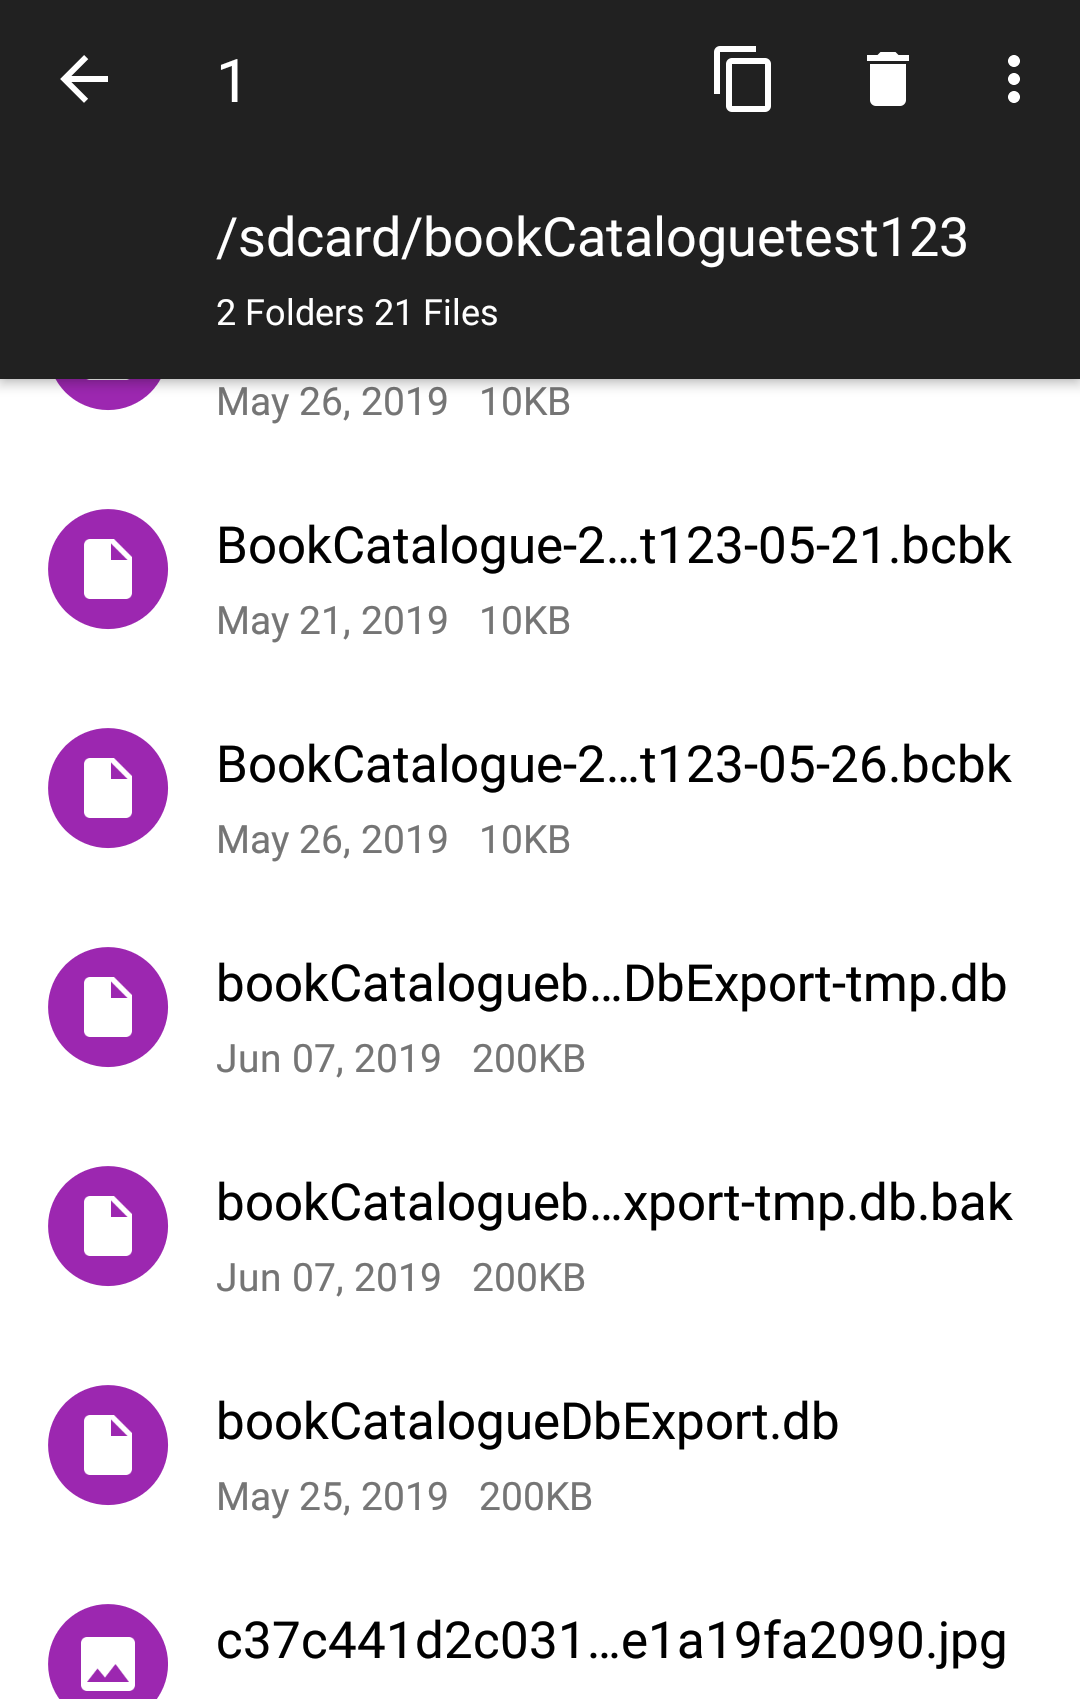 1
/sdcard/bookCataloguetest123
2 Folders 21 Files
May 26, 2019 10KB
BookCatalogue-2...t123-05-21.bcbk
May 21, 2019 10KB
BookCatalogue-2...t123-05-26.bcbk
May 26, 2019 10KB
bookCatalogueb...DbExport-tmp.db
Jun 07, 2019 200KB
bookCatalogueb...xport-tmp.db.bak
Jun 07, 2019 200KB
bookCatalogueDbExport.db
May 25, 2019 200KB
c37c441d2c031...e1a19fa2090.jpg